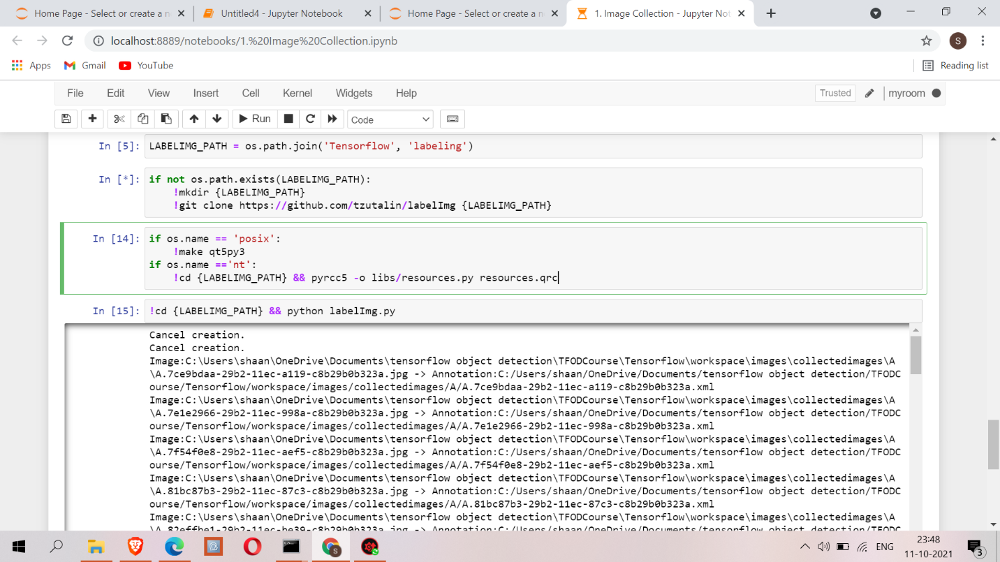 Home Page - Select or create a n
Untitled4 - Jupyter Notebook
Home Page - Select or create a n
1. Image Collection - Jupyter Not
localhost:8889/notebooks/1.%20Image%20Collection.ipynb
S
Apps
Gmail
YouTube
Reading list
File
Edit
View
Insert
Cell
Kernel
Widgets
Help
Trusted
myroom
Run
Code
In [5]: LABELIMG_PATH = os.path.join('Tensorflow', 'labeling')
In [*]: if not os.path.exists(LABELIMG_PATH):
!mkdir {LABELIMG_PATH}
!git clone https://github.com/tzutalin/labelImg {LABELIMG_PATH}
In [14]: if os.name == 'posix':
!make qt5py3
if os.name =='nt':
!cd {LABELIMG_PATH} && pyrcc5 -o libs/resources.py resources.qrc
In [15]: !cd {LABELIMG_PATH} && python labelImg.py
Cancel creation.
Cancel creation.
Image:C:\Users\shaan\OneDrive\Documents\tensorflow object detection\TFODCourse\Tensorflow\workspace\images\collectedimages\A
\A.7ce9bdaa-29b2-11ec-a119-c8b29b0b323a.jpg -> Annotation:C:/Users/shaan/OneDrive/Documents/tensorflow object detection/TFODC
ourse/Tensorflow/workspace/images/collectedimages/A/A.7ce9bdaa-29b2-11ec-a119-c8b29b0b323a.xml
Image:C:\Users\shaan\OneDrive\Documents\tensorflow object detection\TFODCourse\Tensorflow\workspace\images\collectedimages\A
\A.7e1e2966-29b2-11ec-998a-c8b29b0b323a.jpg -> Annotation:C:/Users/shaan/OneDrive/Documents/tensorflow object detection/TFODC
ourse/Tensorflow/workspace/images/collectedimages/A/A.7e1e2966-29b2-11ec-998a-c8b29b0b323a.xml
Image:C:\Users\shaan\OneDrive\Documents\tensorflow object detection\TFODCourse\Tensorflow\workspace\images\collectedimages\A
\A.7f54f0e8-29b2-11ec-aef5-c8b29b0b323a.jpg -> Annotation:C:/Users/shaan/OneDrive/Documents/tensorflow object detection/TFODC
ourse/Tensorflow/workspace/images/collectedimages/A/A.7f54f0e8-29b2-11ec-aef5-c8b29b0b323a.xml
Image:C:\Users\shaan\OneDrive\Documents\tensorflow object detection\TFODCourse\Tensorflow\workspace\images\collectedimages\A
\A.81bc87b3-29b2-11ec-87c3-c8b29b0b323a.jpg -> Annotation:C:/Users/shaan/OneDrive/Documents/tensorflow object detection/TFODC
ourse/Tensorflow/workspace/images/collectedimages/A/A.81bc87b3-29b2-11ec-87c3-c8b29b0b323a.xml
Image:C:\Users\shaan\OneDrive\Documents\tensorflow object detection\TFODCourse\Tensorflow\workspace\images\collectedimages\A
S
ENG
23:48
11-10-2021
3